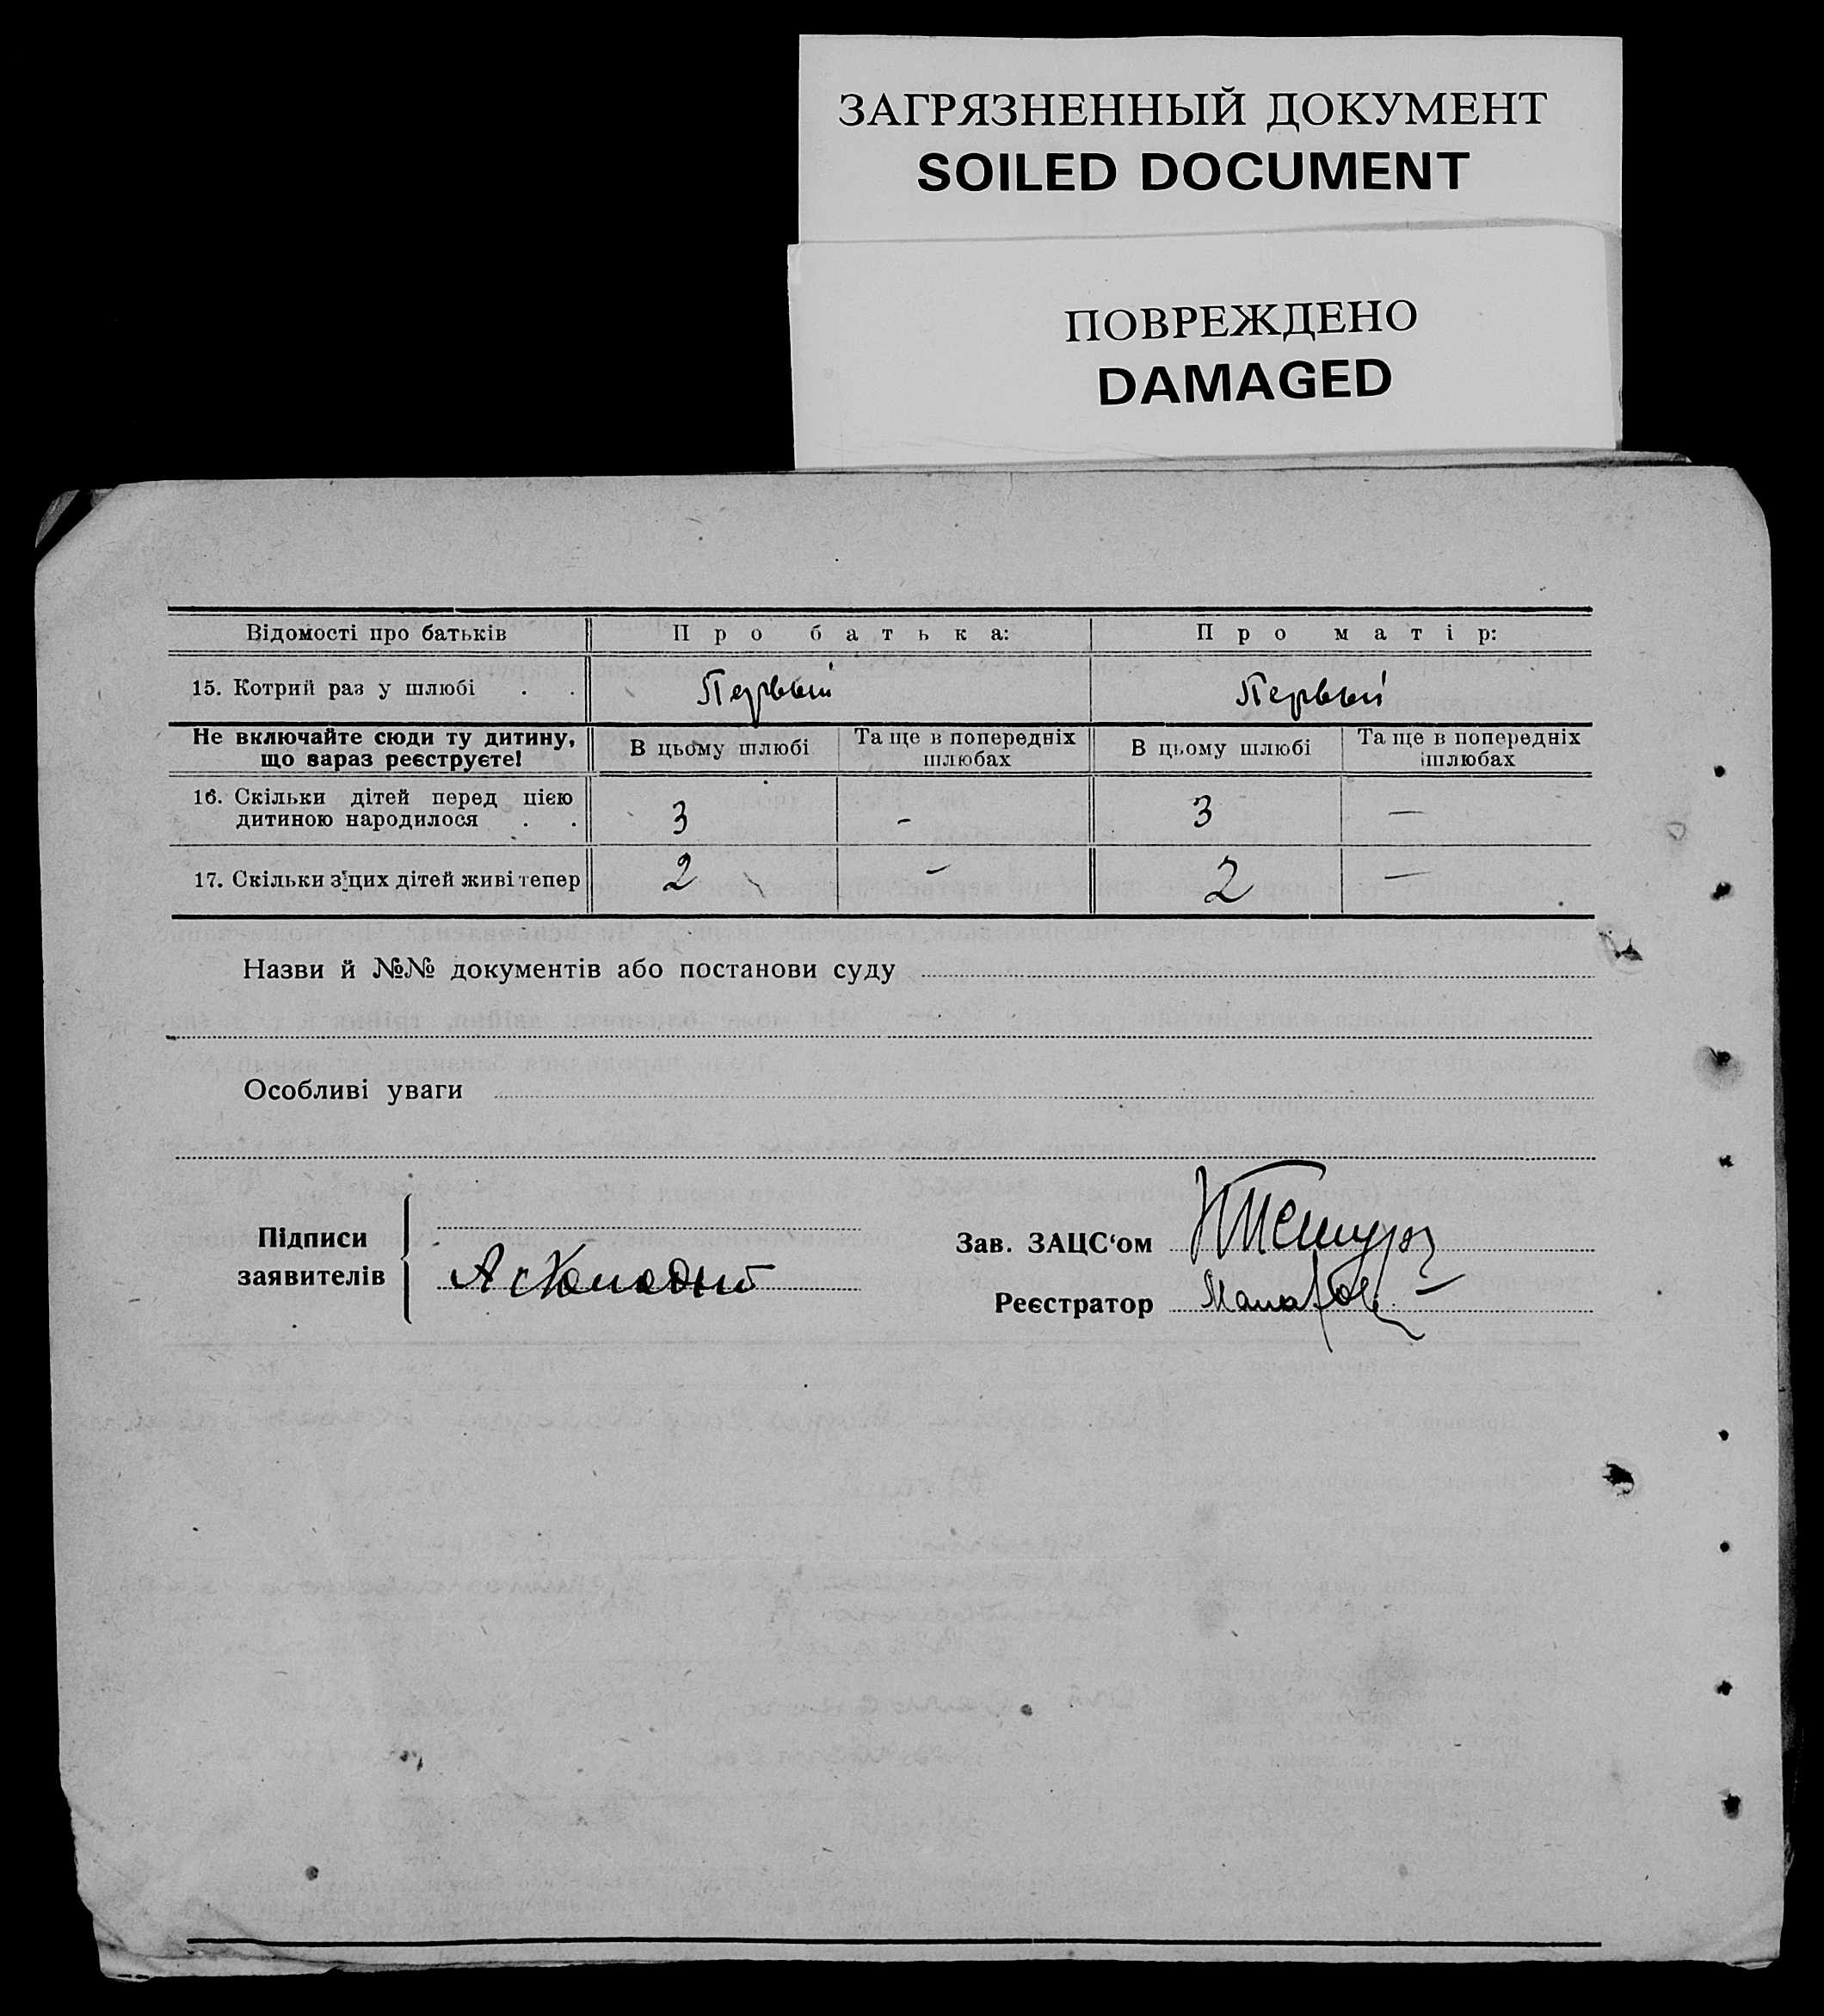 ЗАГРЯЗНЕННЫЙ ДОКУМЕНТ
SOILED DOCUMENT
ПОВРЕЖДЕНО
DAMAGED
Відомості про батьків Про батька: Про матір:
15. Котрий раз у шлюбі . . Первый Первый
Не включайте сюди ту дитину, що зараз реєструєте! В цьому шлюбі Та ще в попередніх шлюбах В цьому шлюбі Та ще в попередніх шлюбах
16. Скільки дітей перед цією
дитиною народилося . . 3 - 3 —
17. Скільки з цих дітей живі тепер 2 - 2 —
Назви й №№ документів або постанови суду
Особливі уваги
Підписи
заявителів
Зав. ЗАЦС‘ом
Реєстратор